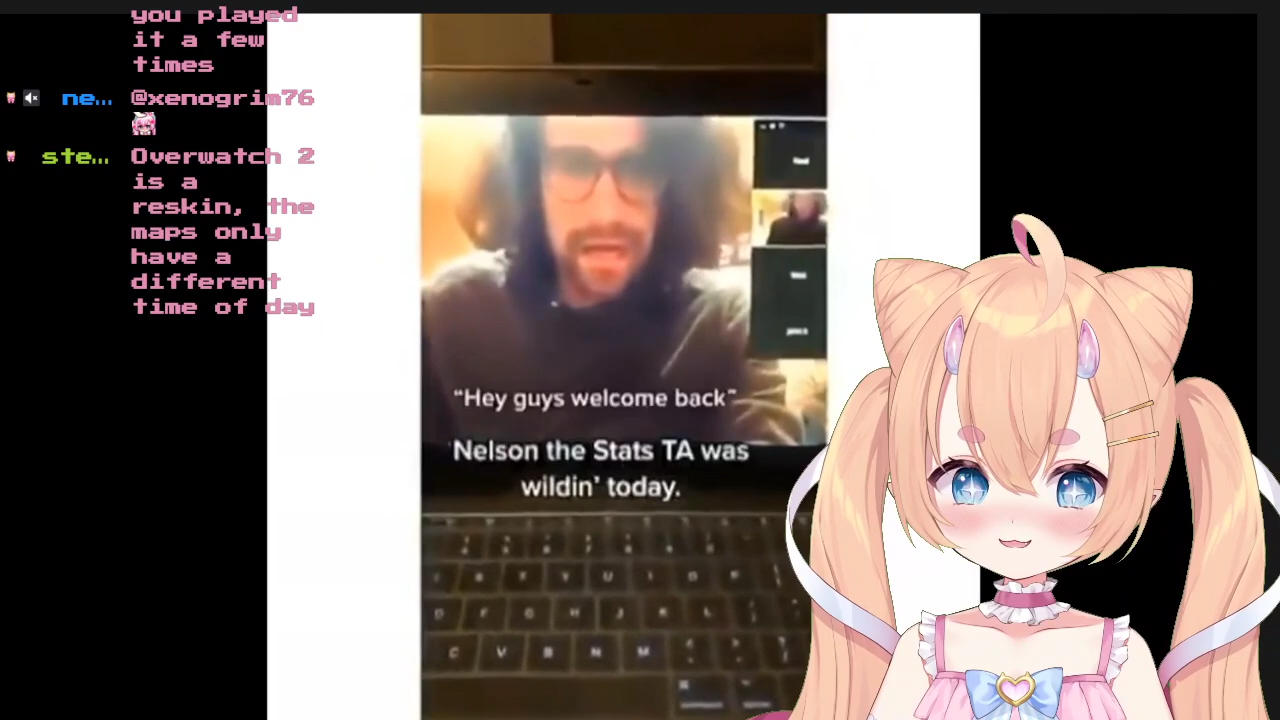 you played
it a few
times
ne... @xenogrim76
ste... Overwatch 2
is a
reskin, the
maps only
have a
different
time of day
“Hey guys welcome back”
Nelson the Stats TA was
wildin’ today.
R T Y U I O P
D F G H J K L
C V B N M